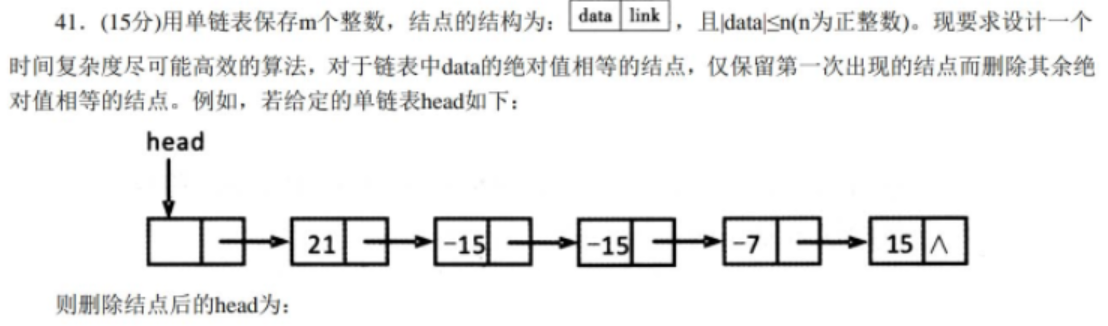 41. (15分)用单链表保存m个整数，结点的结构为： data link ，且|data|≤n(n为正整数)。现要求设计一个
时间复杂度尽可能高效的算法，对于链表中data的绝对值相等的结点，仅保留第一次出现的结点而删除其余绝
对值相等的结点。例如，若给定的单链表head如下：
head
21 -15 -15 -7 15 ∧
则删除结点后的head为：